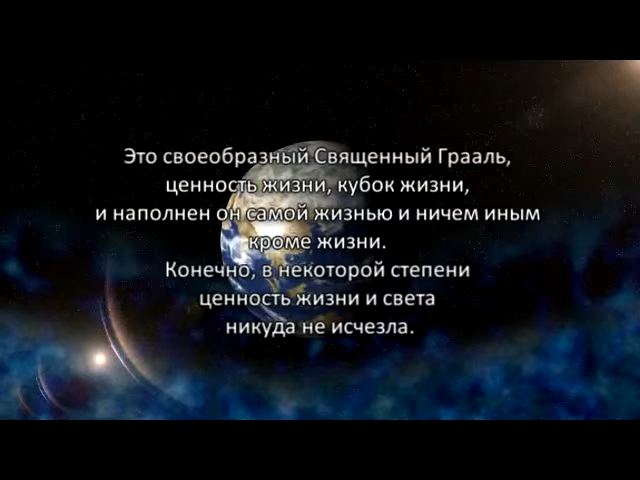 Это своеобразный Священный Грааль,
ценность жизни, кубок жизни,
и наполнен он самой жизнью и ничем иным
кроме жизни.
Конечно, в некоторой степени
ценность жизни и света
никуда не исчезла.